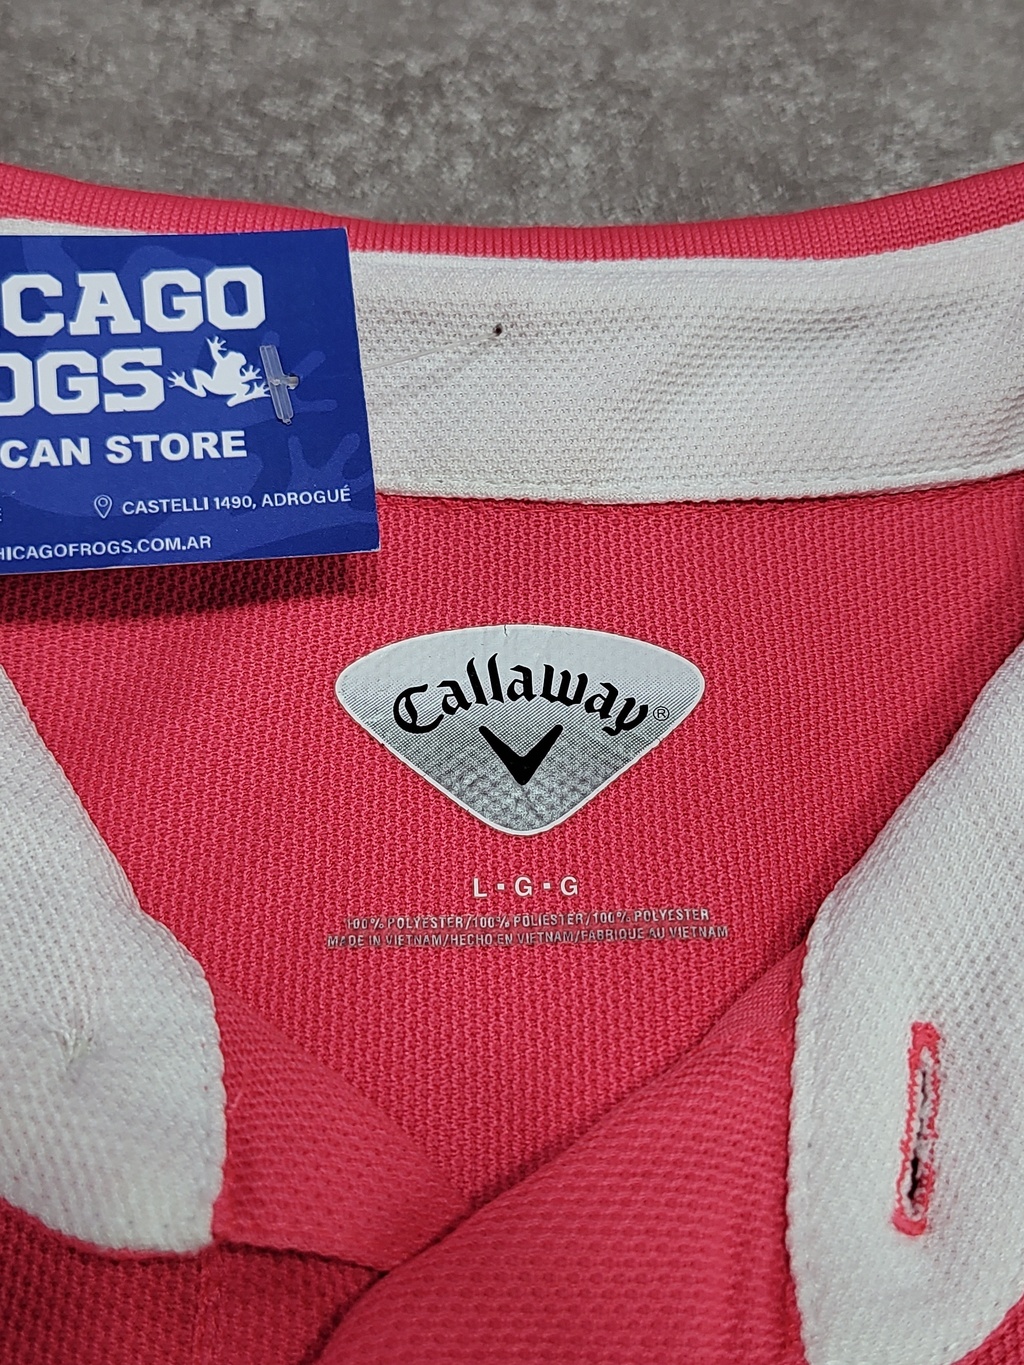 ICAGO
OGS
CAN STORE
CASTELLI 1490, ADROGUÉ
HICAGOFROGS.COM.AR
Callaway®
L▪G▪G
100% POLYESTER/100% POLIESTER/100% POLYESTER
MADE IN VIETNAM/HECHO EN VIETNAM/FABRIQUE AU VIETNAM